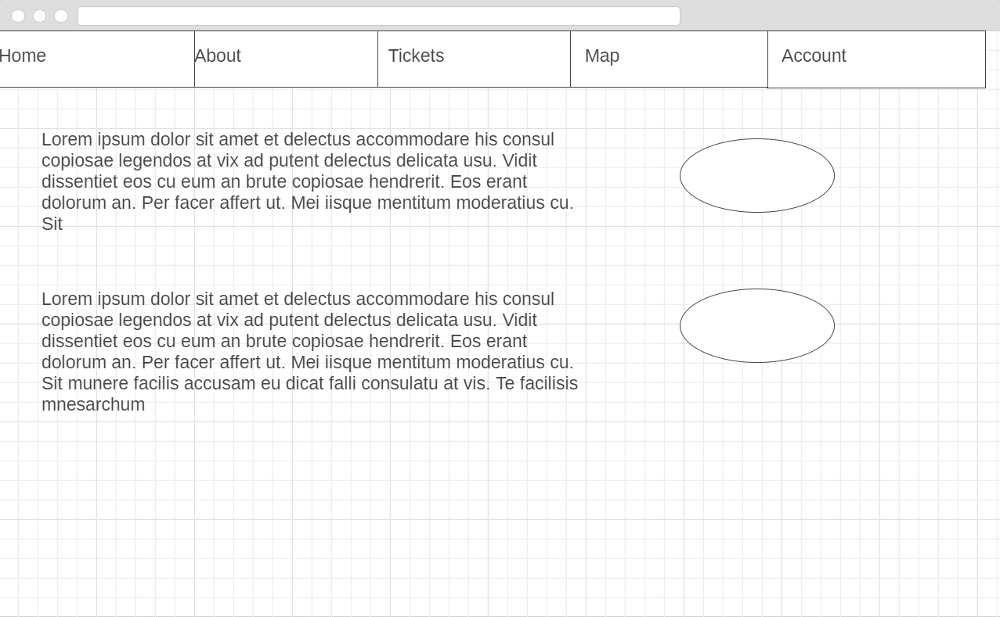 Home About Tickets Map Account
Lorem ipsum dolor sit amet et delectus accommodare his consul
copiosae legendos at vix ad putent delectus delicata usu. Vidit
dissentiet eos cu eum an brute copiosae hendrerit. Eos erant
dolorum an. Per facer affert ut. Mei iisque mentitum moderatius cu.
Sit
Lorem ipsum dolor sit amet et delectus accommodare his consul
copiosae legendos at vix ad putent delectus delicata usu. Vidit
dissentiet eos cu eum an brute copiosae hendrerit. Eos erant
dolorum an. Per facer affert ut. Mei iisque mentitum moderatius cu.
Sit munere facilis accusam eu dicat falli consulatu at vis. Te facilisis
mnesarchum